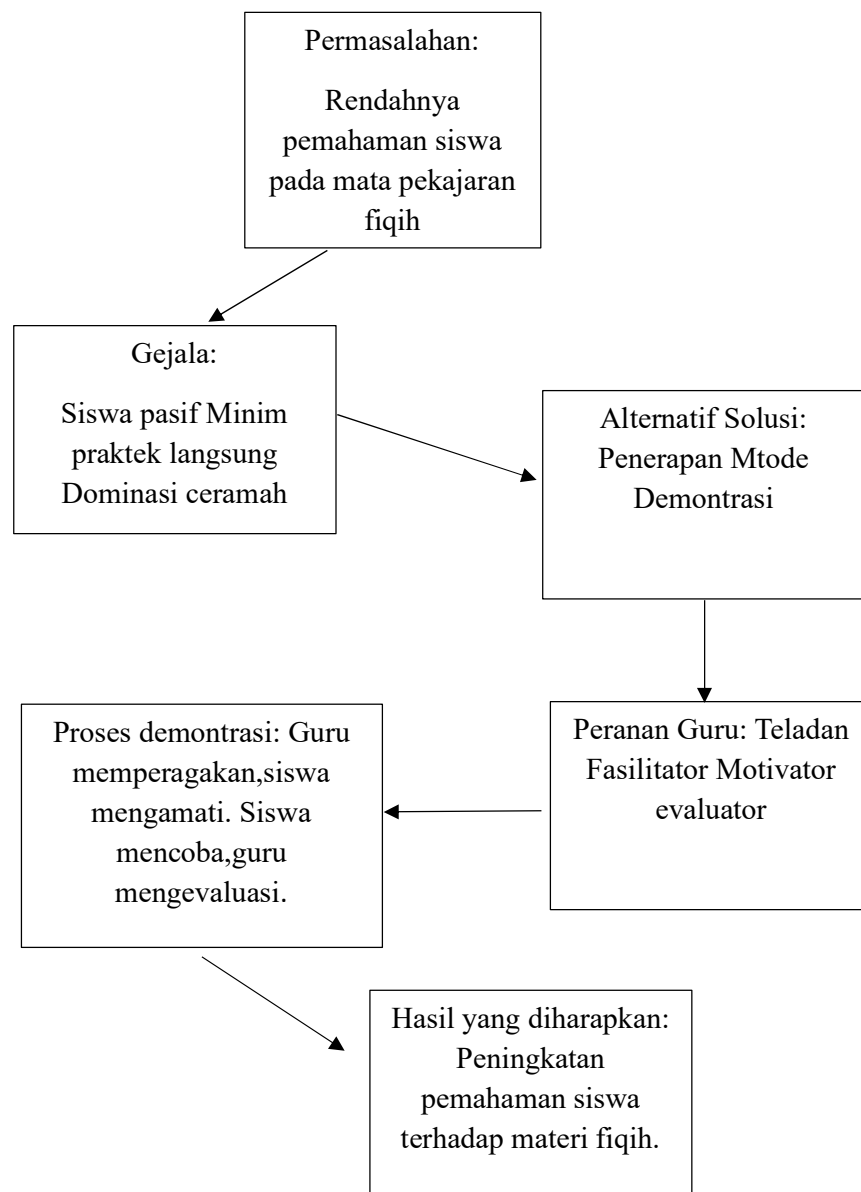 Permasalahan:
Rendahnya
pemahaman siswa
pada mata pekajaran
fiqih
Gejala:
Siswa pasif Minim
praktek langsung
Dominasi ceramah
Alternatif Solusi:
Penerapan Mtode
Demontrasi
Peranan Guru: Teladan
Fasilitator Motivator
evaluator
Proses demontrasi: Guru
memperagakan,siswa
mengamati. Siswa
mencoba,guru
mengevaluasi.
Hasil yang diharapkan:
Peningkatan
pemahaman siswa
terhadap materi fiqih.